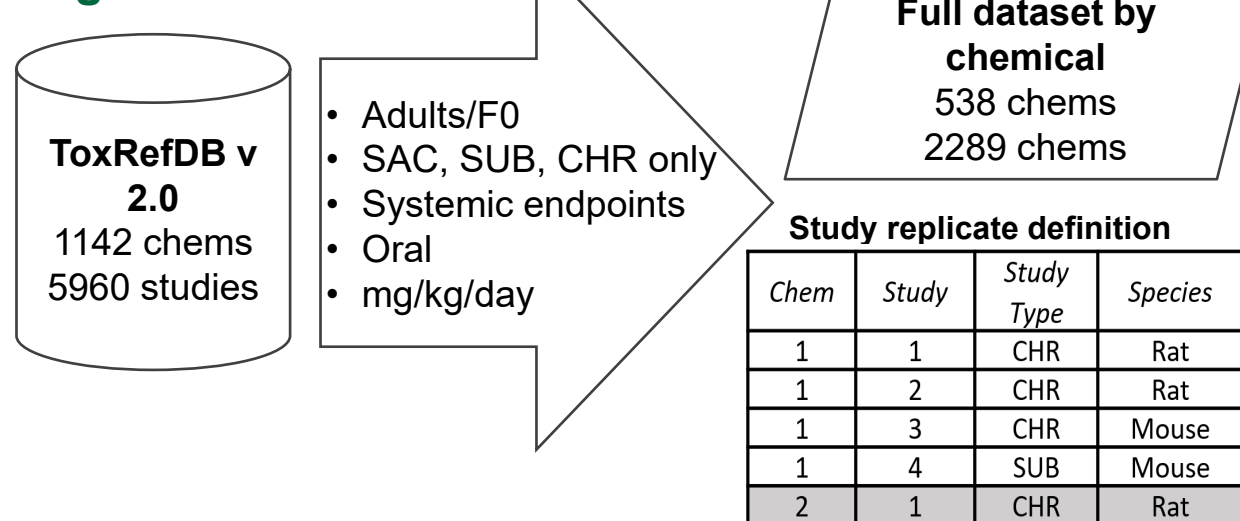 ToxRefDB v
2.0
1142 chems
5960 studies
• Adults/F0
• SAC, SUB, CHR only
• Systemic endpoints
• Oral
• mg/kg/day
Full dataset by
chemical
538 chems
2289 chems
Study replicate definition
Chem Study Study Type Species
1 1 CHR Rat
1 2 CHR Rat
1 3 CHR Mouse
1 4 SUB Mouse
2 1 CHR Rat